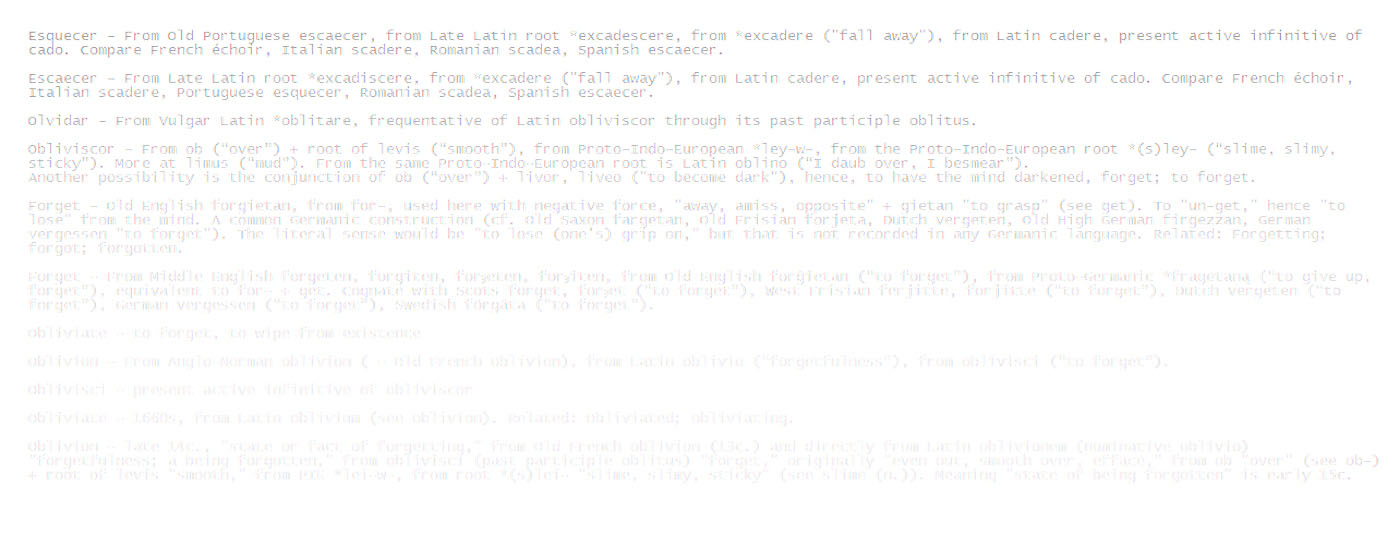 Esquecer – From Old Portuguese escaecer, from Late Latin root *excadescere, from *excadere ("fall away"), from Latin cadere, present active infinitive of
cado. Compare French échoir, Italian scadere, Romanian scadea, Spanish escaecer.
Escaecer – From Late Latin root *excadiscere, from *excadere ("fall away"), from Latin cadere, present active infinitive of cado. Compare French échoir,
Italian scadere, Portuguese esquecer, Romanian scadea, Spanish escaecer.
Olvidar – From Vulgar Latin *oblitare, frequentative of Latin obliviscor through its past participle oblitus.
Obliviscor – From ob ("over") + root of levis ("smooth"), from Proto-Indo-European *ley-w-, from the Proto-Indo-European root *(s)ley- ("slime, slimy,
sticky"). More at limus ("mud"). From the same Proto-Indo-European root is Latin oblino ("I daub over, I besmear").
Another possibility is the conjunction of ob ("over") + livor, liveo ("to become dark"), hence, to have the mind darkened, forget; to forget.
Forget – Old English forgietan, from for-, used here with negative force, "away, amiss, opposite" + gietan "to grasp" (see get). To "un-get," hence "to
lose" from the mind. A common Germanic construction (cf. Old Saxon fargetan, Old Frisian forjeta, Dutch vergeten, Old High German firgezzan, German
vergessen "to forget"). The literal sense would be "to lose (one's) grip on," but that is not recorded in any Germanic language. Related: Forgetting;
forgot; forgotten.
Forget – From Middle English forgeten, forgiten, foryeten, foryiten, from Old English forġietan ("to forget"), from Proto-Germanic *fragetaną ("to give up,
forget"), equivalent to for- + get. Cognate with Scots forget, forȝet ("to forget"), West Frisian ferjitte, forjitte ("to forget"), Dutch vergeten ("to
forget"), German vergessen ("to forget"), Swedish förgäta ("to forget").
Obliviate – to forget, to wipe from existence
Oblivion – From Anglo-Norman oblivion ( – Old French oblivion), from Latin oblivio ("forgetfulness"), from oblivisci ("to forget").
Oblivisci – present active infinitive of obliviscor
Obliviate – 1660s, from Latin oblivium (see oblivion). Related: Obliviated; obliviating.
Oblivion – late 14c., "state or fact of forgetting," from Old French oblivion (13c.) and directly from Latin oblivionem (nominative oblivio)
"forgetfulness; a being forgotten," from oblivisci (past participle oblitus) "forget," originally "even out, smooth over, efface," from ob "over" (see ob-)
+ root of levis "smooth," from PIE *lei-w-, from root *(s)lei- "slime, slimy, sticky" (see slime (n.)). Meaning "state of being forgotten" is early 15c.